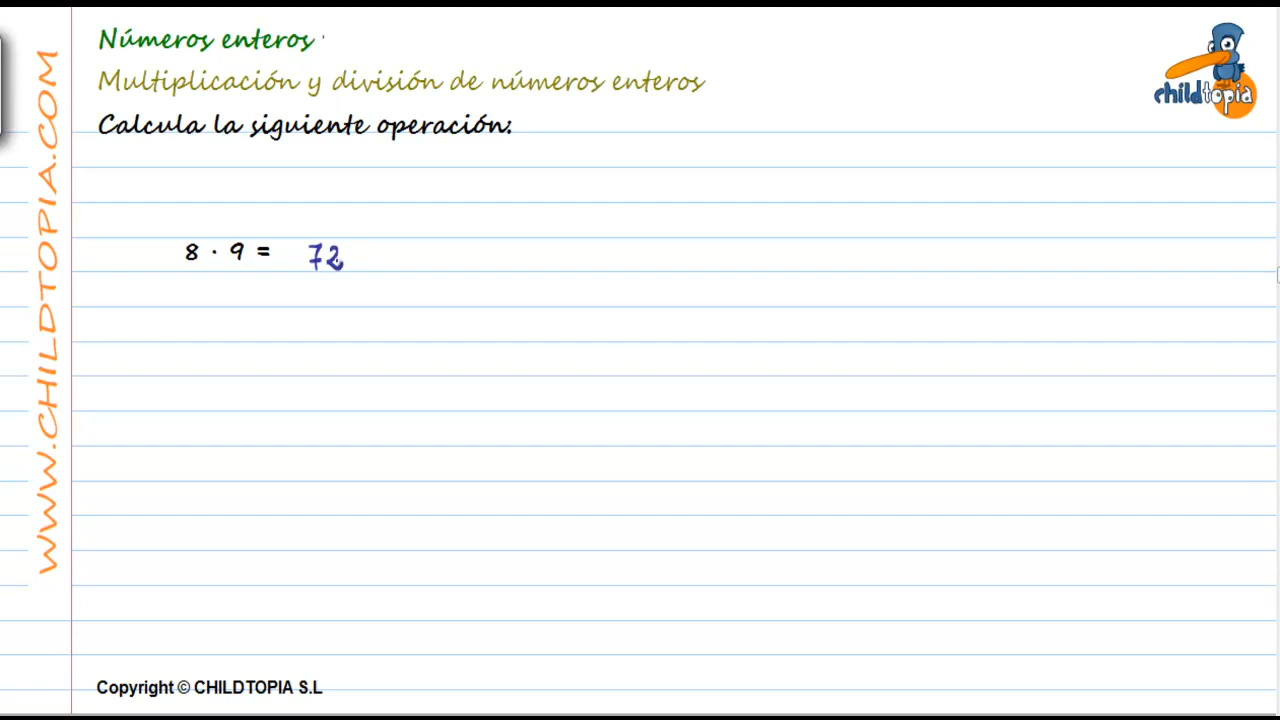 Números enteros
Multiplicación y división de números enteros
childtopia
Calcula la siguiente operación:
8 · 9 = 72
WWW.CHILDTOPIA.COM
Copyright © CHILDTOPIA S.L